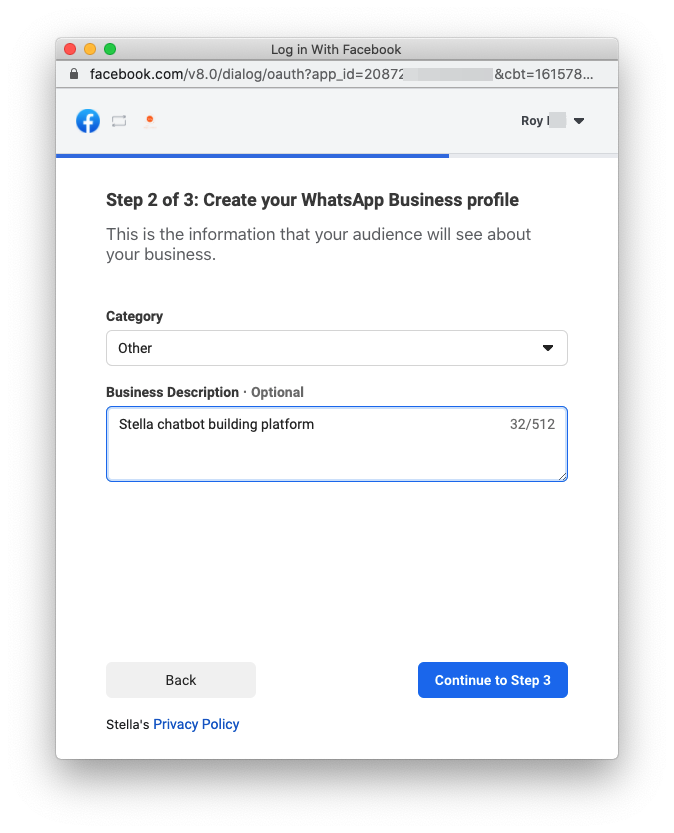 Log in With Facebook
facebook.com/v8.0/dialog/oauth?app_id=20872 &cbt=161578...
Roy
Step 2 of 3: Create your WhatsApp Business profile
This is the information that your audience will see about
your business.
Category
Other
Business Description · Optional
Stella chatbot building platform 32/512
Back Continue to Step 3
Stella's Privacy Policy